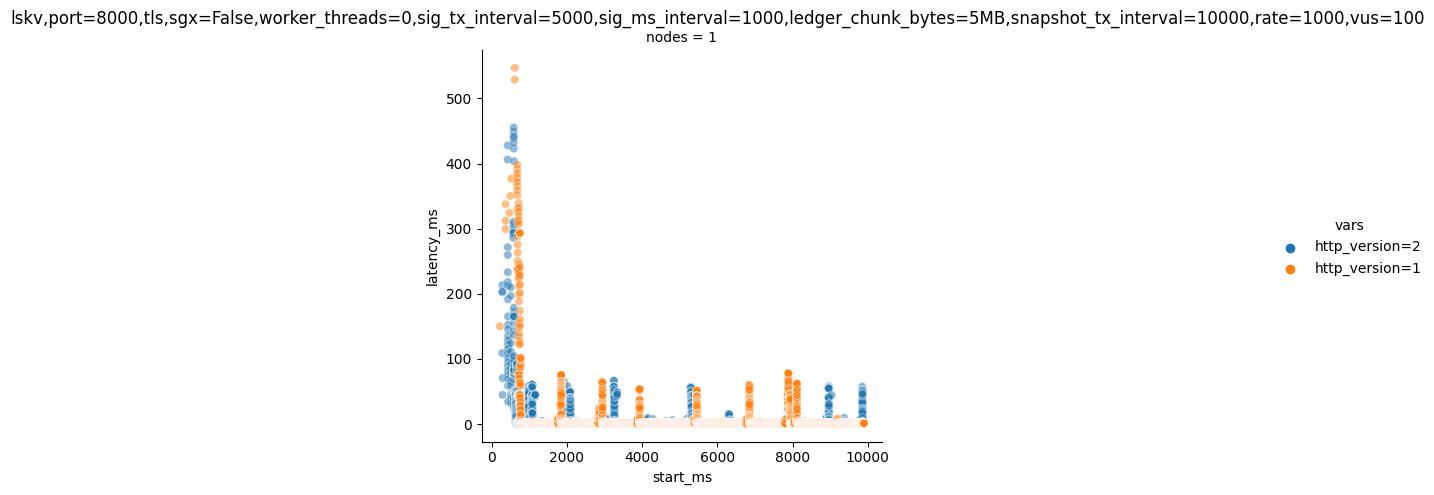 lskv,port=8000,tls,sgx=False,worker_threads=0,sig_tx_interval=5000,sig_ms_interval=1000,ledger_chunk_bytes=5MB,snapshot_tx_interval=10000,rate=1000,vus=100
nodes = 1
latency_ms
500
400
300
200
100
0
0 2000 4000 6000 8000 10000
start_ms
vars
http_version=2
http_version=1